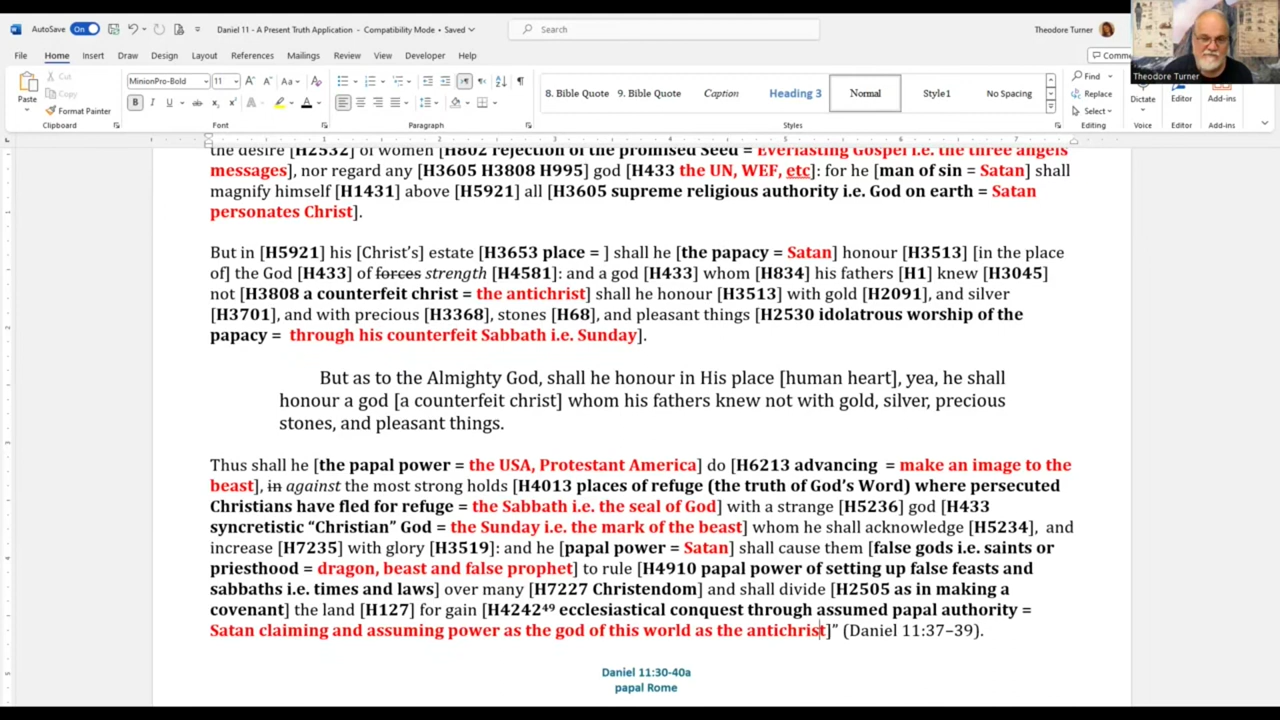 AutoSave On Daniel 11 - A Present Truth Application - Compatibility Mode • Saved Search Theodore Turner
File Home Insert Draw Design Layout References Mailings Review View Developer Help Comme
Theodore Turner
Paste Cut Copy Format Painter
MinionPro-Bold 11
8. Bible Quote 9. Bible Quote Caption Heading 3 Normal Style1 No Spacing
Find Replace Select Dictate Editor Add-ins
Clipboard Font Paragraph Styles Editing Voice Editor Add-ins
1 2 3 4 5 6 7
the desire [H2532] of women [H802 rejection of the promised Seed = Everlasting Gospel i.e. the three angels
messages], nor regard any [H3605 H3808 H995] god [H433 the UN, WEF, etc]: for he [man of sin = Satan] shall
magnify himself [H1431] above [H5921] all [H3605 supreme religious authority i.e. God on earth = Satan
personates Christ].
But in [H5921] his [Christ’s] estate [H3653 place = ] shall he [the papacy = Satan] honour [H3513] [in the place
of] the God [H433] of forces strength [H4581]: and a god [H433] whom [H834] his fathers [H1] knew [H3045]
not [H3808 a counterfeit christ = the antichrist] shall he honour [H3513] with gold [H2091], and silver
[H3701], and with precious [H3368], stones [H68], and pleasant things [H2530 idolatrous worship of the
papacy = through his counterfeit Sabbath i.e. Sunday].
But as to the Almighty God, shall he honour in His place [human heart], yea, he shall
honour a god [a counterfeit christ] whom his fathers knew not with gold, silver, precious
stones, and pleasant things.
Thus shall he [the papal power = the USA, Protestant America] do [H6213 advancing = make an image to the
beast], in against the most strong holds [H4013 places of refuge (the truth of God’s Word) where persecuted
Christians have fled for refuge = the Sabbath i.e. the seal of God] with a strange [H5236] god [H433
syncretistic “Christian” God = the Sunday i.e. the mark of the beast] whom he shall acknowledge [H5234], and
increase [H7235] with glory [H3519]: and he [papal power = Satan] shall cause them [false gods i.e. saints or
priesthood = dragon, beast and false prophet] to rule [H4910 papal power of setting up false feasts and
sabbaths i.e. times and laws] over many [H7227 Christendom] and shall divide [H2505 as in making a
covenant] the land [H127] for gain [H4242⁴⁹ ecclesiastical conquest through assumed papal authority =
Satan claiming and assuming power as the god of this world as the antichrist]” (Daniel 11:37–39).
Daniel 11:30-40a
papal Rome